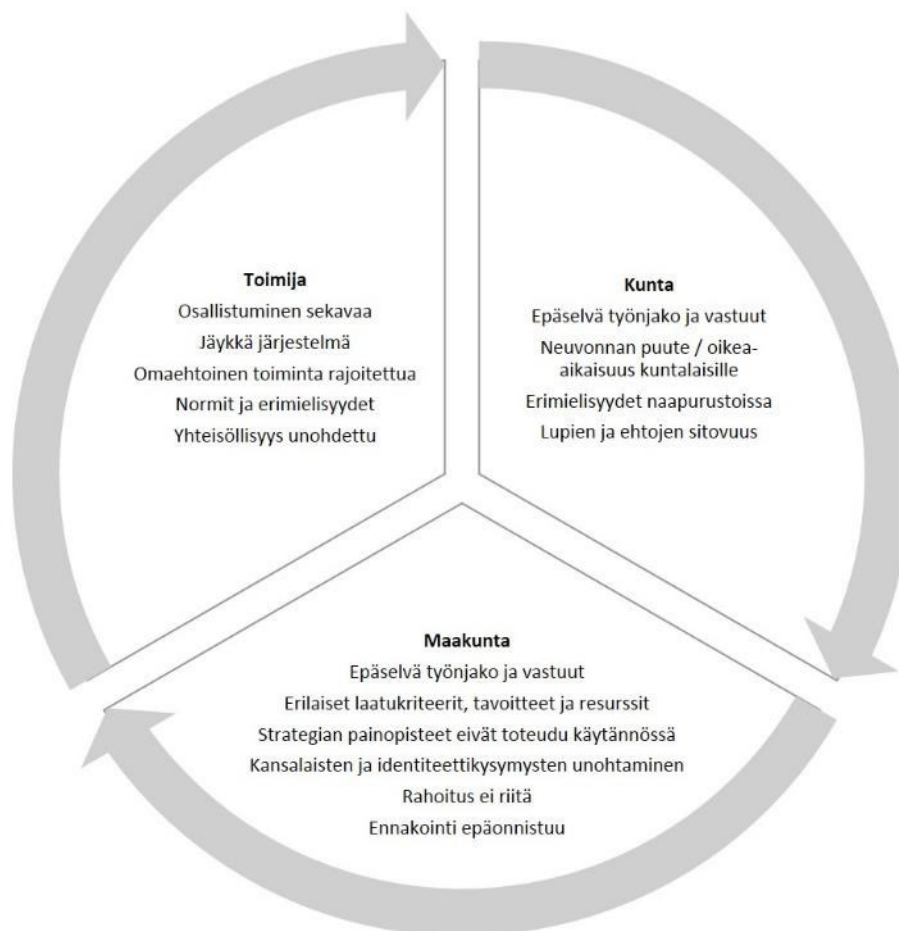 Toimija
Osallistuminen sekavaa
Jäykkä järjestelmä
Omaehtoinen toiminta rajoitettua
Normit ja erimielisyydet
Yhteisöllisyys unohdettu
Kunta
Epäselvä työnjako ja vastuut
Neuvonnan puute / oikea-
aikaisuus kuntalaisille
Erimielisyydet naapurustoissa
Lupien ja ehtojen sitovuus
Maakunta
Epäselvä työnjako ja vastuut
Erilaiset laatukriteerit, tavoitteet ja resurssit
Strategian painopisteet eivät toteudu käytännössä
Kansalaisten ja identiteettikysymysten unohtaminen
Rahoitus ei riitä
Ennakointi epäonnistuu